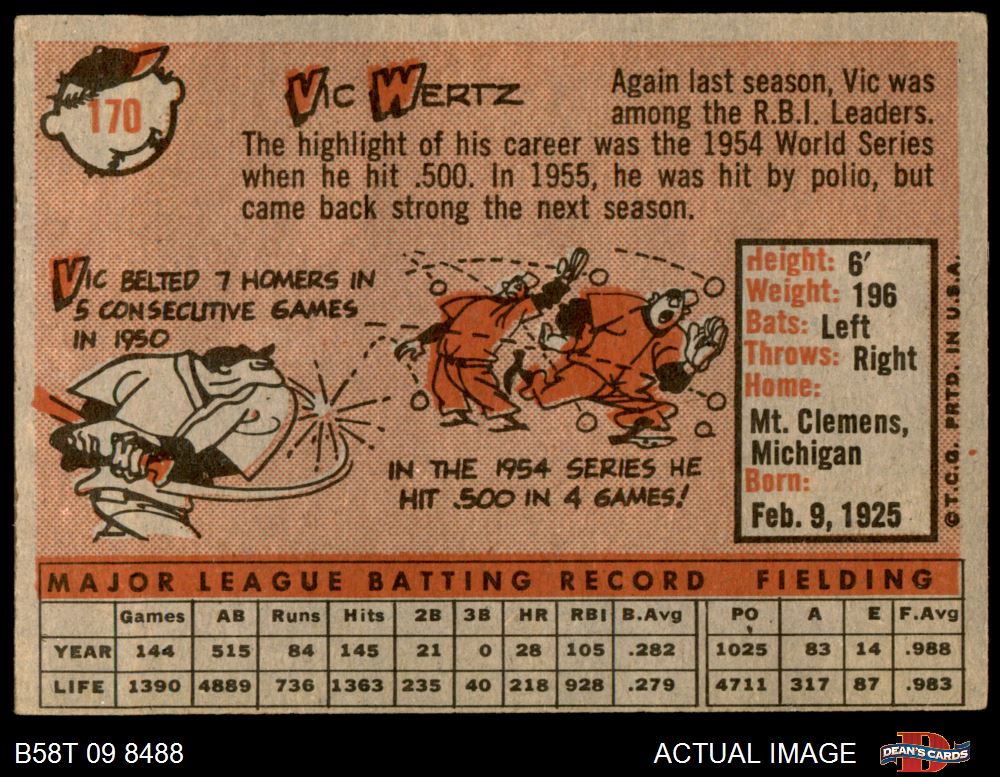 170
Vic Wertz
Again last season, Vic was
among the R.B.I. Leaders.
The highlight of his career was the 1954 World Series
when he hit .500. In 1955, he was hit by polio, but
came back strong the next season.
VIC BELTED 7 HOMERS IN
5 CONSECUTIVE GAMES
IN 1950
IN THE 1954 SERIES HE
HIT .500 IN 4 GAMES!
Height: 6'
Weight: 196
Bats: Left
Throws: Right
Home:
Mt. Clemens,
Michigan
Born:
Feb. 9, 1925
© T.C.G. PRTD. IN U.S.A.
MAJOR LEAGUE BATTING RECORD FIELDING
Games AB Runs Hits 2B 3B HR RBI B.Avg PO A E F.Avg
YEAR 144 515 84 145 21 0 28 105 .282 1025 83 14 .988
LIFE 1390 4889 736 1363 235 40 218 928 .279 4711 317 87 .983
B58T 09 8488
ACTUAL IMAGE
DEAN'S CARDS